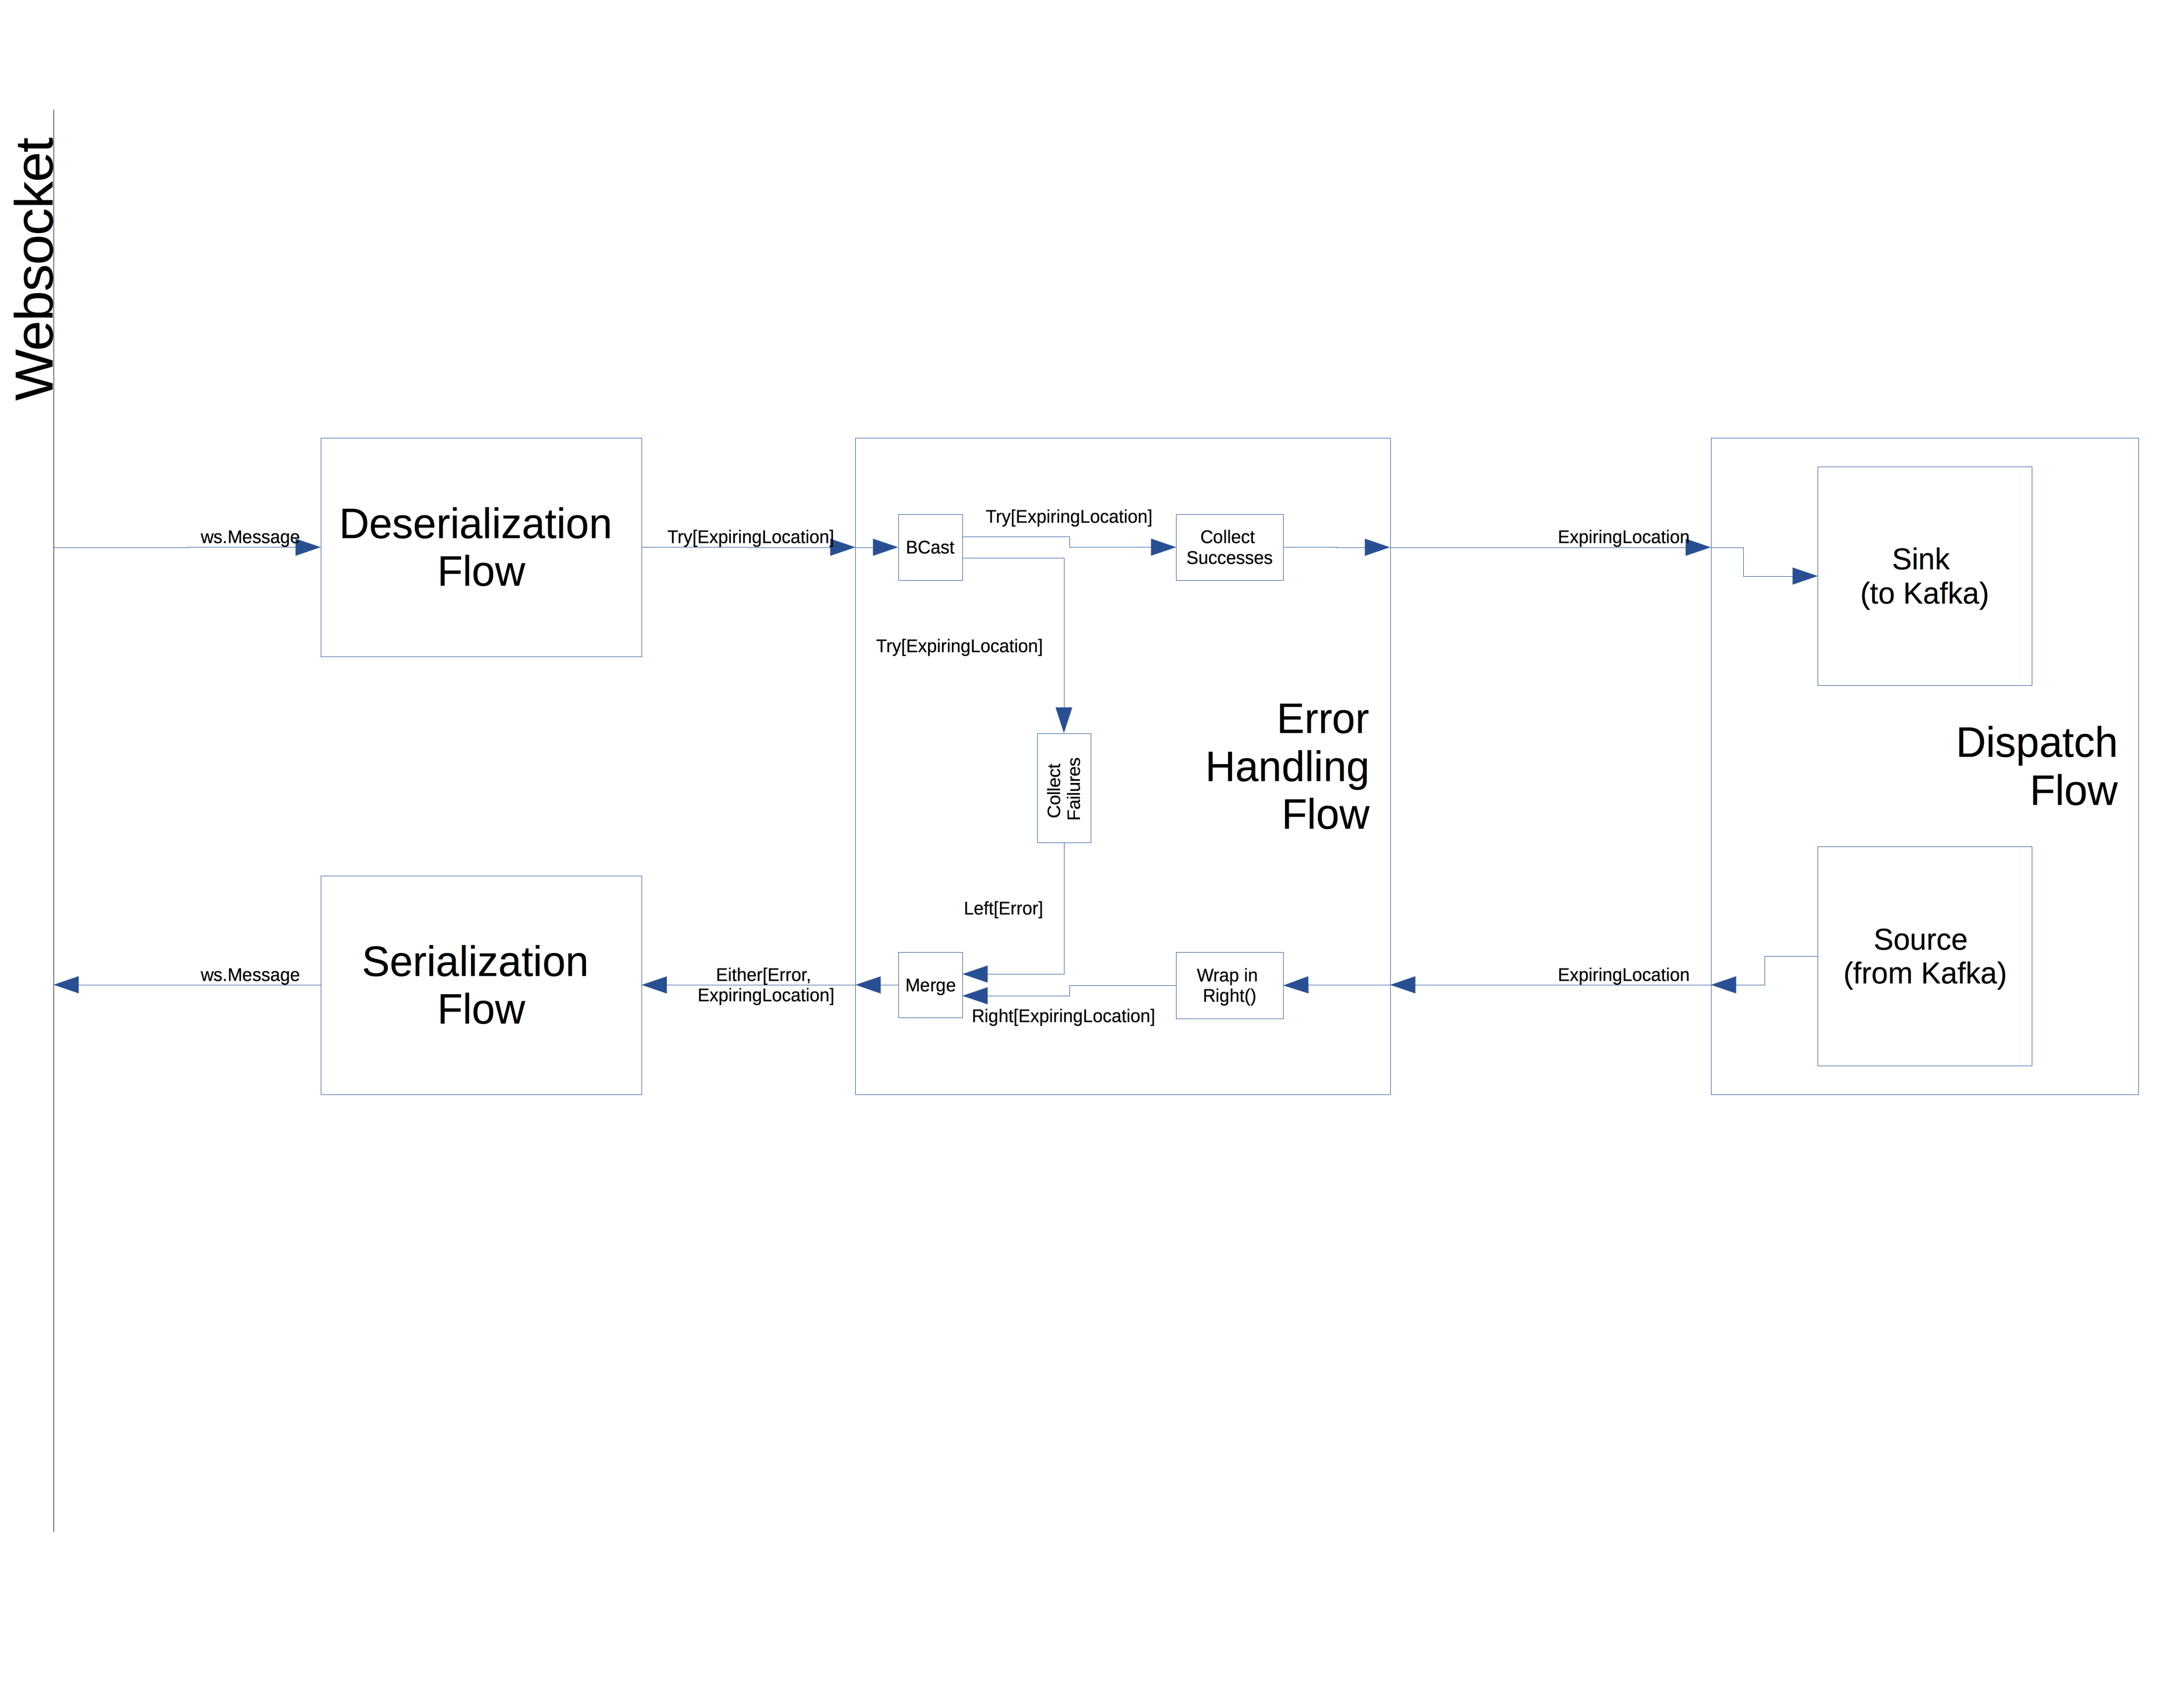 Websocket
ws.Message
Deserialization
Flow
Try[ExpiringLocation]
BCast
Try[ExpiringLocation]
Collect
Successes
ExpiringLocation
Sink
(to Kafka)
Try[ExpiringLocation]
Collect
Failures
Error
Handling
Flow
Dispatch
Flow
Left[Error]
ws.Message
Serialization
Flow
Either[Error,
ExpiringLocation]
Merge
Right[ExpiringLocation]
Wrap in
Right()
ExpiringLocation
Source
(from Kafka)